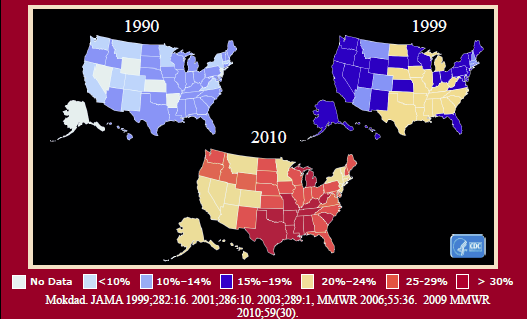 1990
1999
2010
CDC
No Data <10% 10%–14% 15%–19% 20%–24% 25-29% > 30%
Mokdad. JAMA 1999;282:16. 2001;286:10. 2003;289:1, MMWR 2006;55:36. 2009 MMWR
2010;59(30).